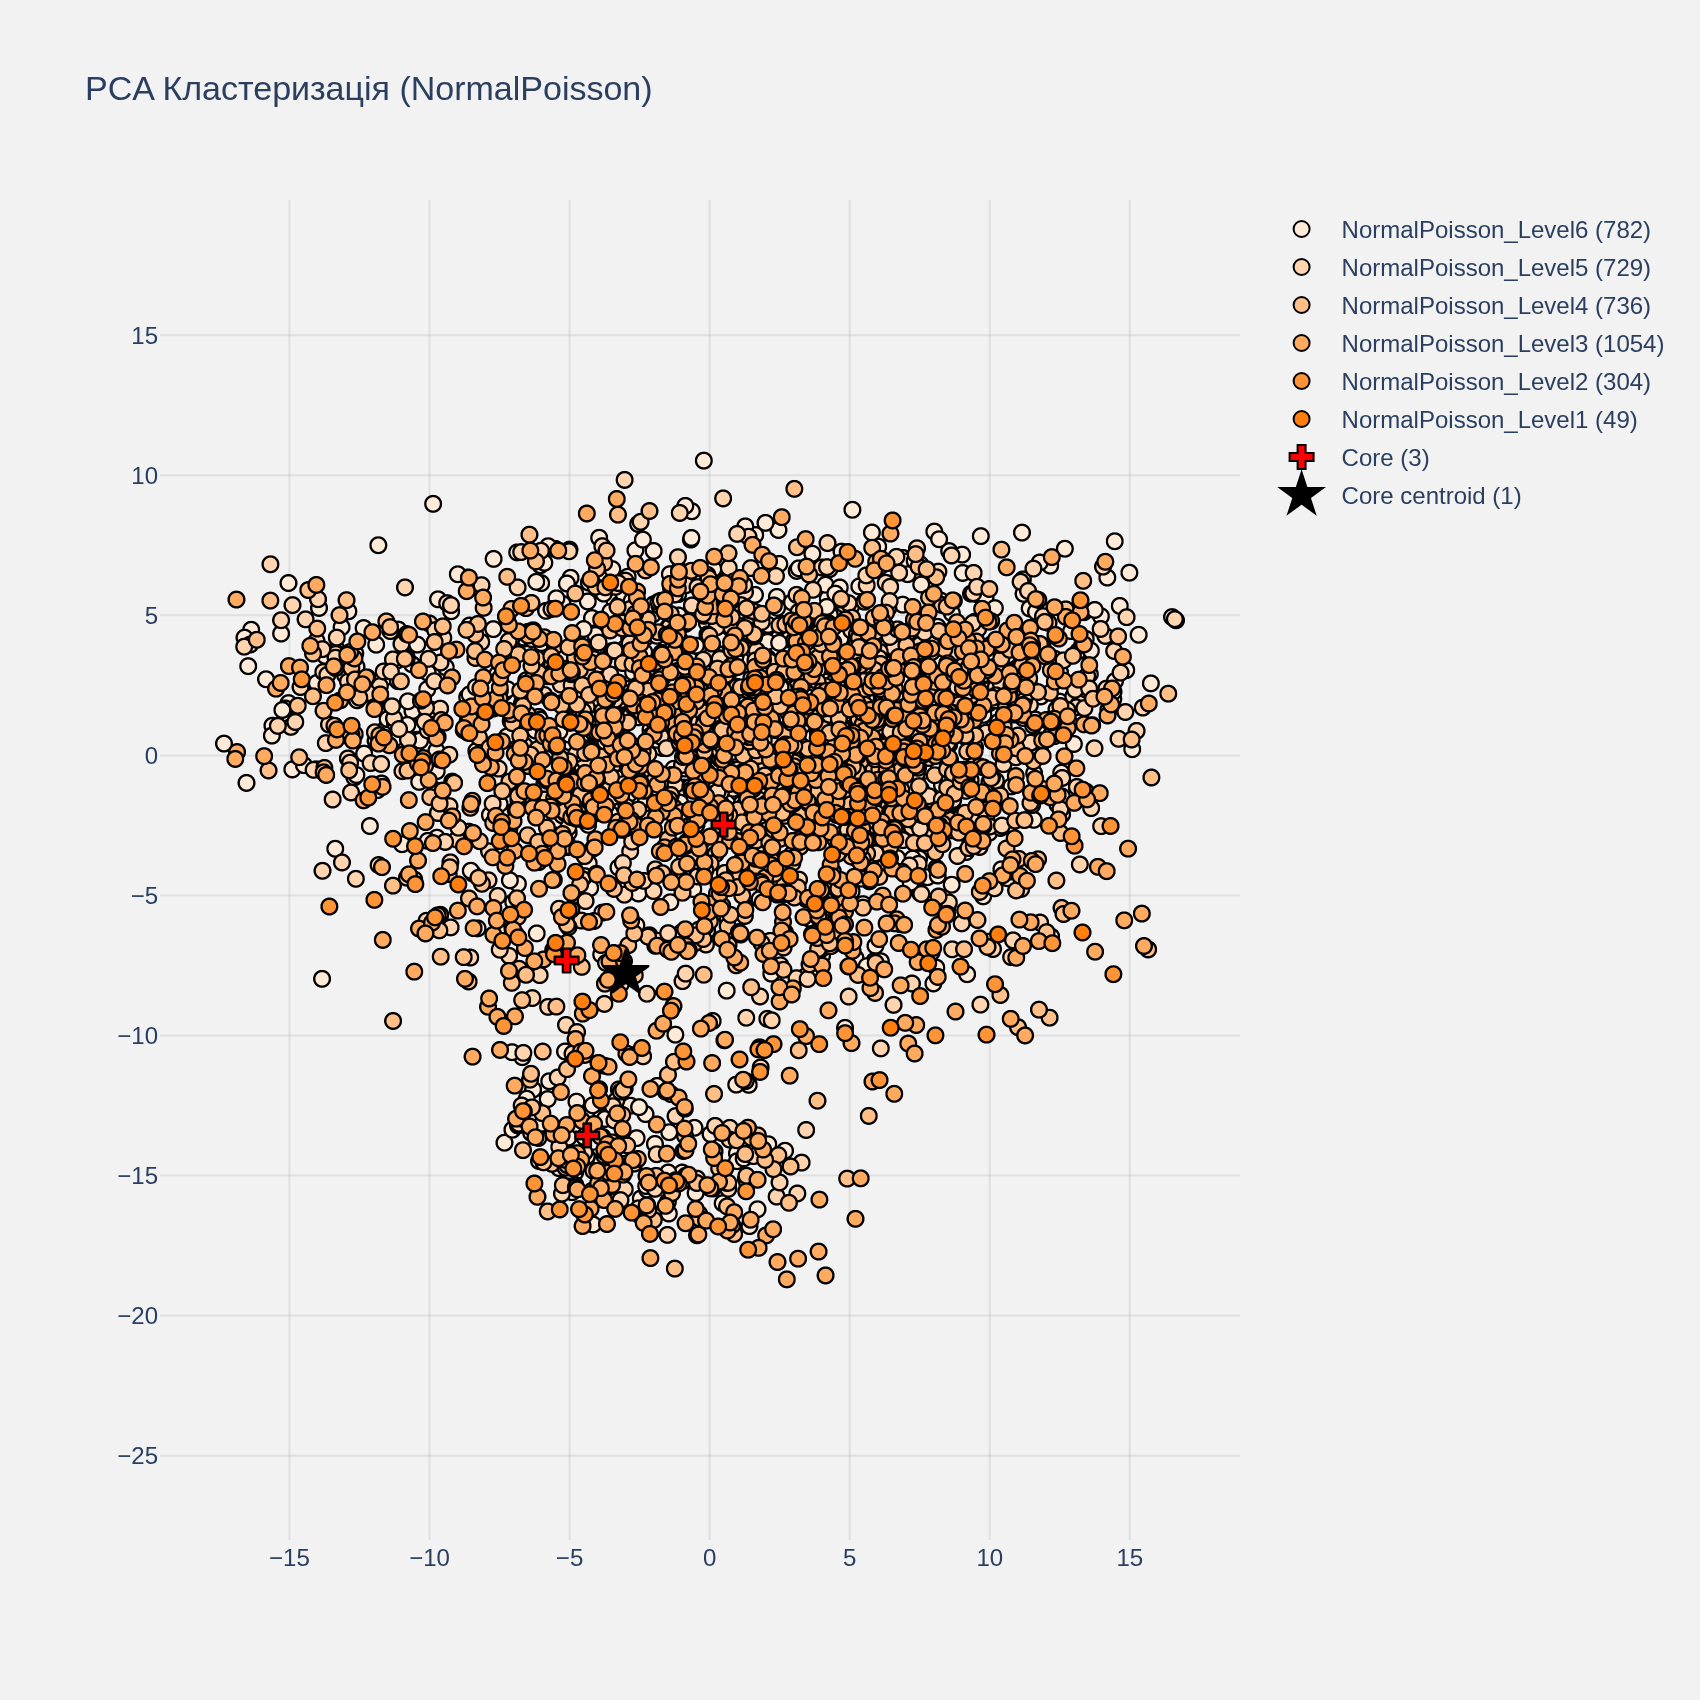 PCA Кластеризація (NormalPoisson)
NormalPoisson_Level6 (782)
NormalPoisson_Level5 (729)
NormalPoisson_Level4 (736)
NormalPoisson_Level3 (1054)
NormalPoisson_Level2 (304)
NormalPoisson_Level1 (49)
Core (3)
Core centroid (1)
15
10
5
0
−5
−10
−15
−20
−25
−15 −10 −5 0 5 10 15